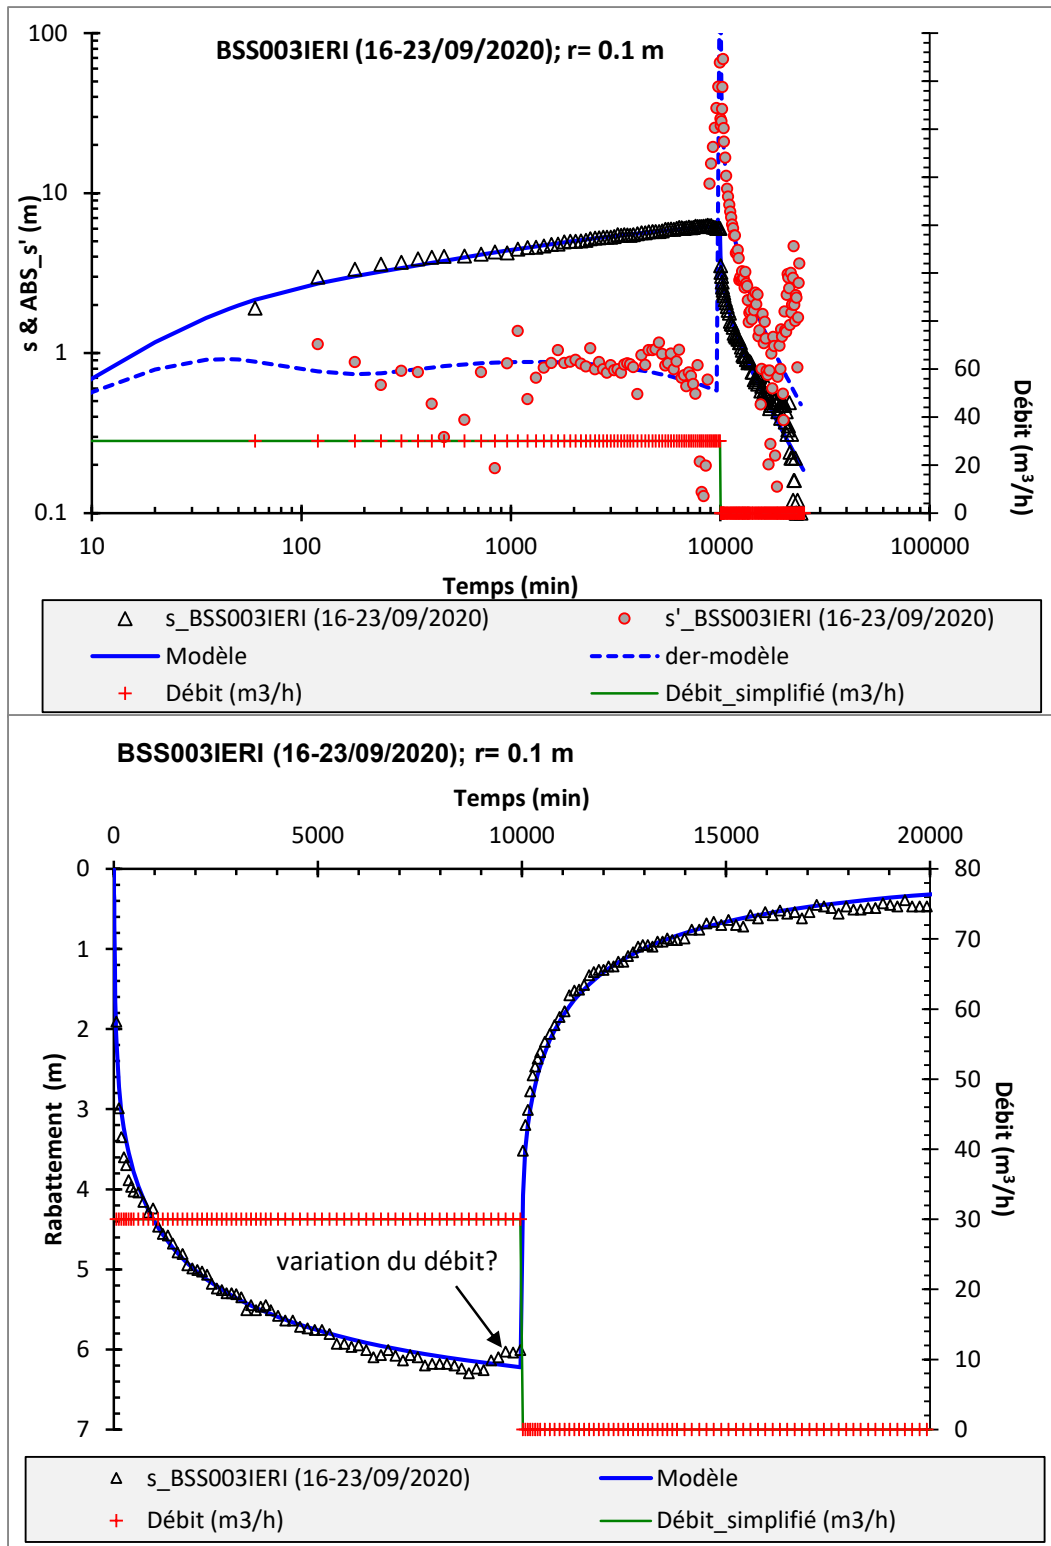 BSS003IERI (16-23/09/2020); r= 0.1 m
100
10
1
0.1
s & ABS_s' (m)
60
40
20
0
Débit (m³/h)
10 100 1000 10000 100000
Temps (min)
s_BSS003IERI (16-23/09/2020) s'_BSS003IERI (16-23/09/2020)
Modèle der-modèle
Débit (m3/h) Débit_simplifié (m3/h)
BSS003IERI (16-23/09/2020); r= 0.1 m
Temps (min)
0 5000 10000 15000 20000
0 80
1 70
2 60
3 50
4 40
30
5 20
6 10
7 0
Rabattement (m)
Débit (m³/h)
variation du débit?
s_BSS003IERI (16-23/09/2020) Modèle
Débit (m3/h) Débit_simplifié (m3/h)